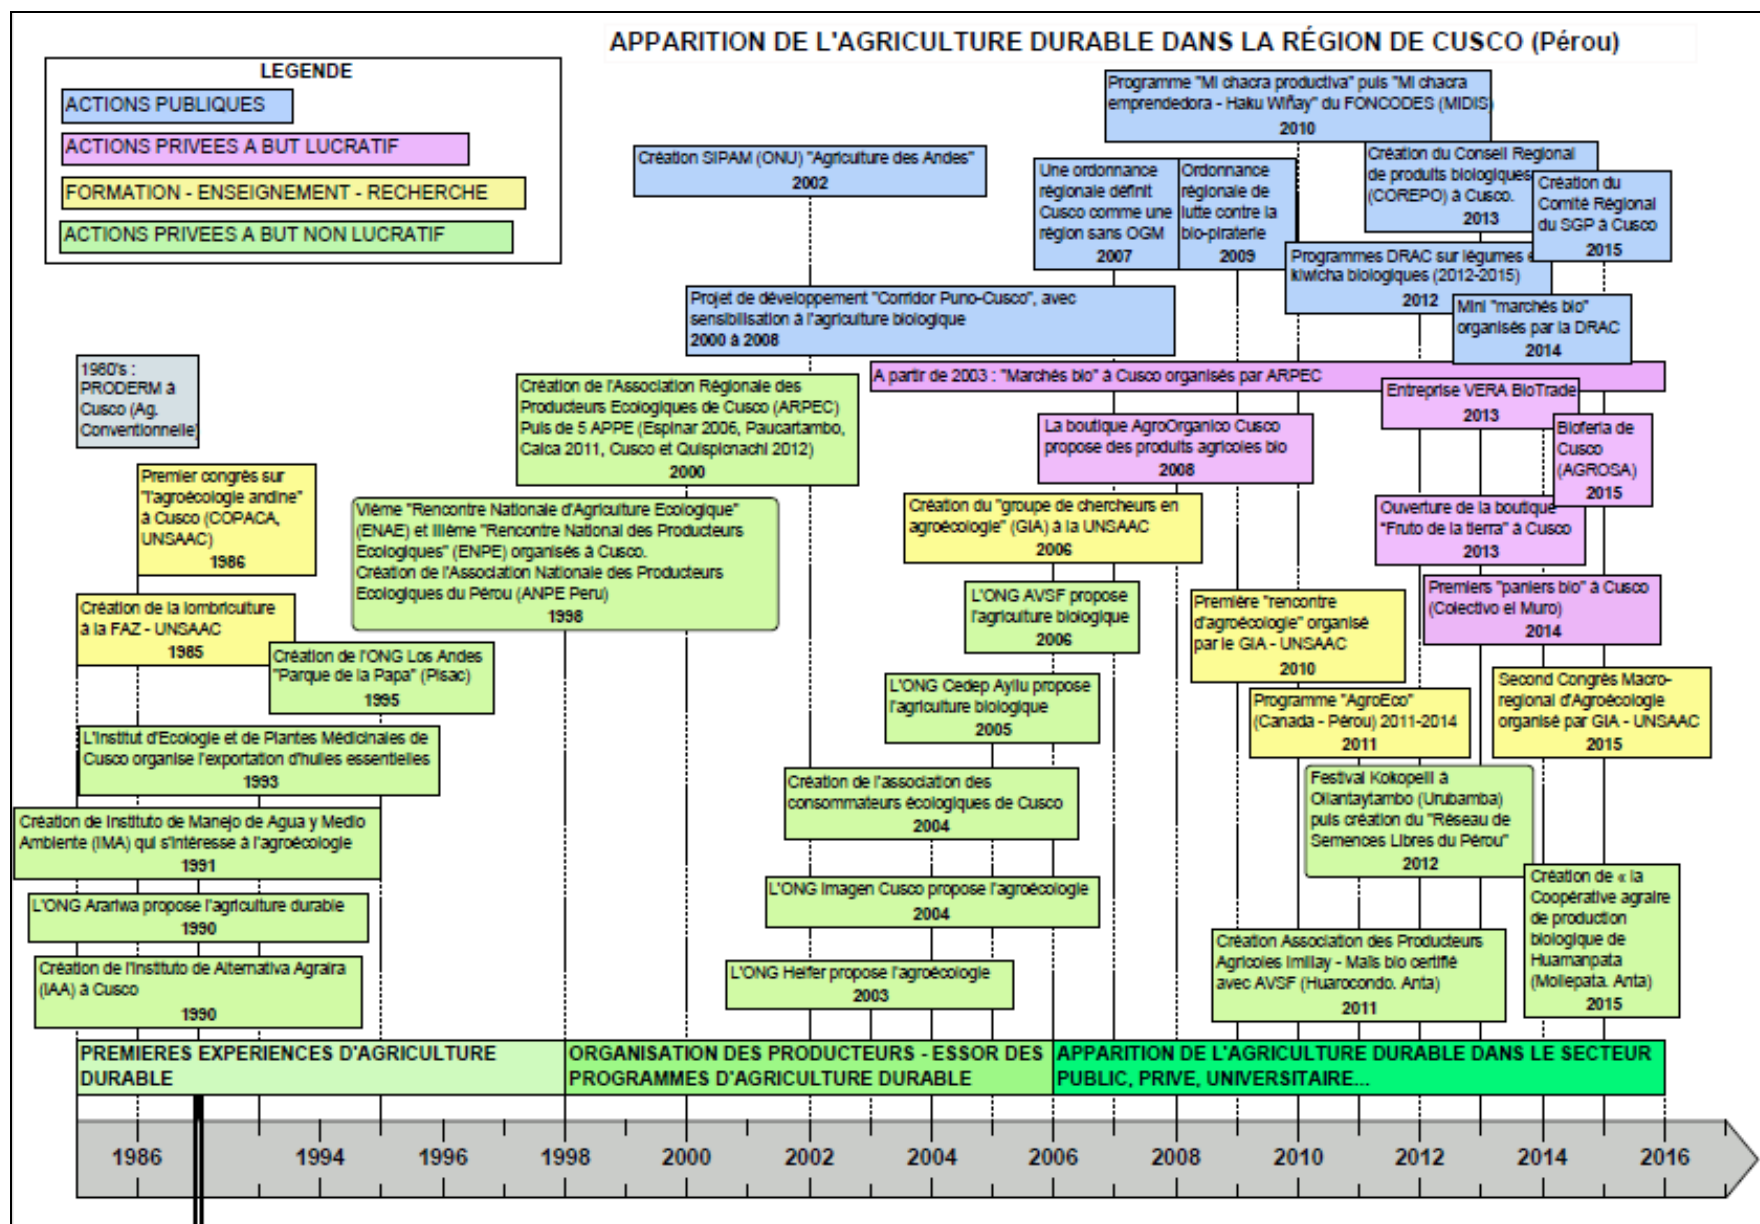 APPARITION DE L'AGRICULTURE DURABLE DANS LA RÉGION DE CUSCO (Pérou)
LEGENDE
ACTIONS PUBLIQUES
ACTIONS PRIVEES A BUT LUCRATIF
FORMATION - ENSEIGNEMENT - RECHERCHE
ACTIONS PRIVEES A BUT NON LUCRATIF
Programme "Mi chacra productiva" puis "Mi chacra
emprendedora - Haku Wiñay" du FONCODES (MIDIS)
2010
Création SIPAM (ONU) "Agriculture des Andes"
2002
Une ordonnance
régionale définit
Cusco comme une
région sans OGM
2007
Ordonnance
régionale de
lutte contre la
bio-piraterie
2009
Création du Conseil Regional
de produits biologiques
(COREPO) à Cusco.
2013
Création du
Comité Régional
du SGP à Cusco
2015
Programmes DRAC sur légumes e
kiwicha biologiques (2012-2015)
2012
Mini "marchés bio"
organisés par la DRAC
2014
Projet de développement "Corridor Puno-Cusco", avec
sensibilisation à l'agriculture biologique
2000 à 2008
1980's :
PRODERM à
Cusco (Ag.
Conventionnelle)
Création de l'Association Régionale des
Producteurs Ecologiques de Cusco (ARPEC)
Puis de 5 APPE (Espinar 2006, Paucartambo,
Calca 2011, Cusco et Quispicnachi 2012)
2000
A partir de 2003 : "Marchés bio" à Cusco organisés par ARPEC
Entreprise VERA BioTrade
2013
La boutique AgroOrganico Cusco
propose des produits agricoles bio
2008
Bioferia de
Cusco
(AGROSA)
2015
Premier congrès sur
"l'agroécologie andine"
à Cusco (COPACA,
UNSAAC)
1986
VIème "Rencontre Nationale d'Agriculture Ecologique"
(ENAE) et IIIème "Rencontre National des Producteurs
Ecologiques" (ENPE) organisés à Cusco.
Création de l'Association Nationale des Producteurs
Ecologiques du Pérou (ANPE Peru)
1998
Création du "groupe de chercheurs en
agroécologie" (GIA) à la UNSAAC
2006
Ouverture de la boutique
"Fruto de la tierra" à Cusco
2013
Création de la lombriculture
à la FAZ - UNSAAC
1985
L'ONG AVSF propose
l'agriculture biologique
2006
Première "rencontre
d'agroécologie" organisé
par le GIA - UNSAAC
2010
Premiers "paniers bio" à Cusco
(Colectivo el Muro)
2014
Création de l'ONG Los Andes
"Parque de la Papa" (Pisac)
1995
L'ONG Cedep Ayllu propose
l'agriculture biologique
2005
Programme "AgroEco"
(Canada - Pérou) 2011-2014
2011
Second Congrès Macro-
regional d'Agroécologie
organisé par GIA - UNSAAC
2015
L'Institut d'Ecologie et de Plantes Médicinales de
Cusco organise l'exportation d'huiles essentielles
1993
Création de l'association des
consommateurs écologiques de Cusco
2004
Festival Kokopelli à
Ollantaytambo (Urubamba)
puis création du "Réseau de
Semences Libres du Pérou"
2012
Création de Instituto de Manejo de Agua y Medio
Ambiente (IMA) qui s'intéresse à l'agroécologie
1991
L'ONG Imagen Cusco propose l'agroécologie
2004
Création de « la
Coopérative agraire
de production
biologique de
Huamanpata
(Mollepata. Anta)
2015
L'ONG Arariwa propose l'agriculture durable
1990
Création Association des Producteurs
Agricoles Imillay - Maïs bio certifié
avec AVSF (Huarocondo. Anta)
2011
Création de l'Instituto de Alternativa Agraira
(IAA) à Cusco
1990
L'ONG Heifer propose l'agroécologie
2003
PREMIERES EXPERIENCES D'AGRICULTURE
DURABLE
ORGANISATION DES PRODUCTEURS - ESSOR DES
PROGRAMMES D'AGRICULTURE DURABLE
APPARITION DE L'AGRICULTURE DURABLE DANS LE SECTEUR
PUBLIC, PRIVE, UNIVERSITAIRE...
1986 1994 1996 1998 2000 2002 2004 2006 2008 2010 2012 2014 2016